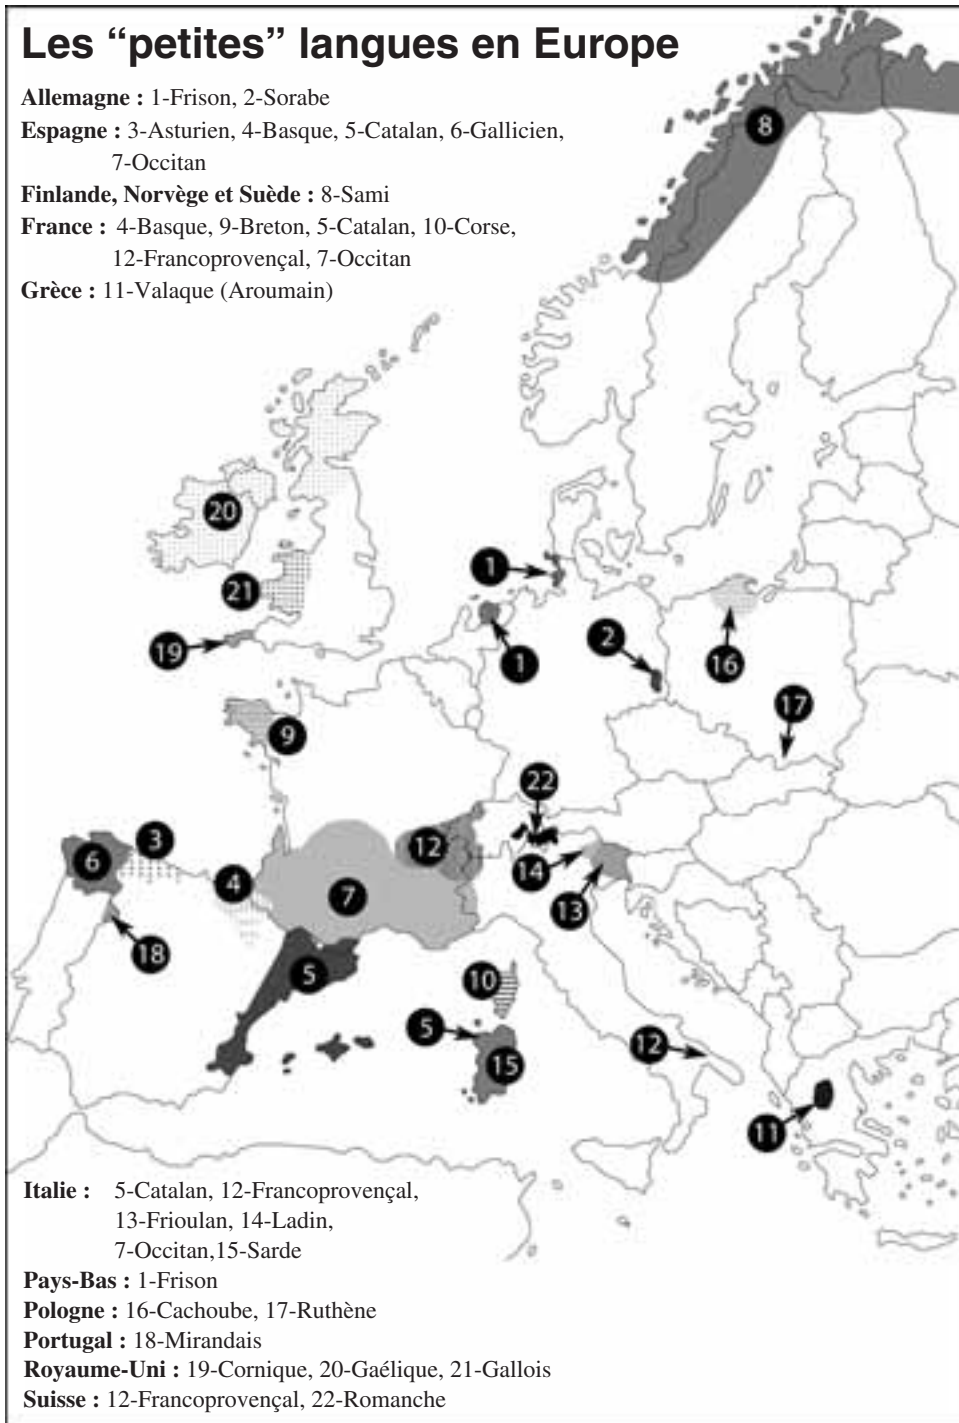 Les “petites” langues en Europe
Allemagne : 1-Frison, 2-Sorabe
Espagne : 3-Asturien, 4-Basque, 5-Catalan, 6-Gallicien,
7-Occitan
Finlande, Norvège et Suède : 8-Sami
France : 4-Basque, 9-Breton, 5-Catalan, 10-Corse,
12-Francoprovençal, 7-Occitan
Grèce : 11-Valaque (Aroumain)
8
20
1
21
19
1
2
16
17
9
22
3
12
6
4
14
7
13
18
5
10
5
15
12
11
Italie : 5-Catalan, 12-Francoprovençal,
13-Frioulan, 14-Ladin,
7-Occitan,15-Sarde
Pays-Bas : 1-Frison
Pologne : 16-Cachoube, 17-Ruthène
Portugal : 18-Mirandais
Royaume-Uni : 19-Cornique, 20-Gaélique, 21-Gallois
Suisse : 12-Francoprovençal, 22-Romanche